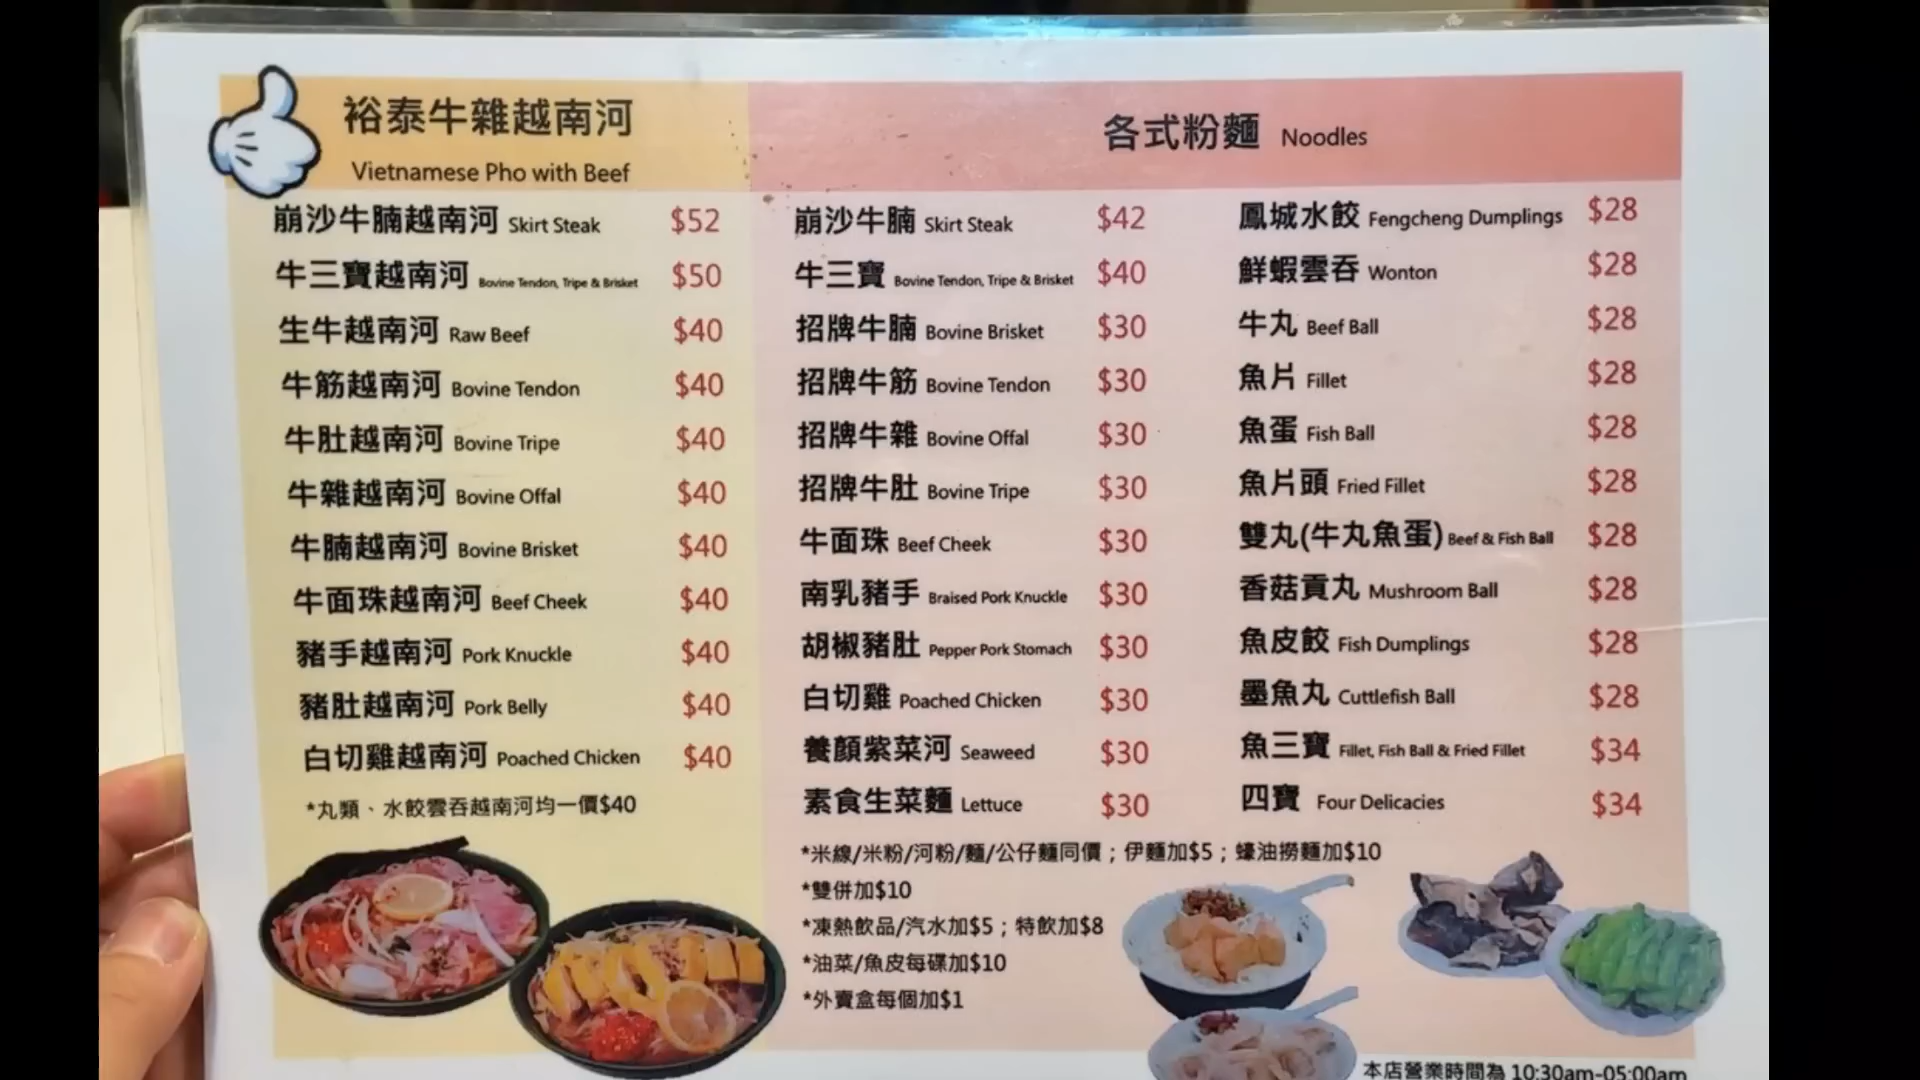 裕泰牛雜越南河
Vietnamese Pho with Beef
崩沙牛腩越南河 Skirt Steak $52
牛三寶越南河 Bovine Tendon, Tripe & Brisket $50
生牛越南河 Raw Beef $40
牛筋越南河 Bovine Tendon $40
牛肚越南河 Bovine Tripe $40
牛雜越南河 Bovine Offal $40
牛腩越南河 Bovine Brisket $40
牛面珠越南河 Beef Cheek $40
豬手越南河 Pork Knuckle $40
豬肚越南河 Pork Belly $40
白切雞越南河 Poached Chicken $40
*丸類、水餃雲吞越南河均一價$40
各式粉麵 Noodles
崩沙牛腩 Skirt Steak $42
牛三寶 Bovine Tendon, Tripe & Brisket $40
招牌牛腩 Bovine Brisket $30
招牌牛筋 Bovine Tendon $30
招牌牛雜 Bovine Offal $30
招牌牛肚 Bovine Tripe $30
牛面珠 Beef Cheek $30
南乳豬手 Braised Pork Knuckle $30
胡椒豬肚 Pepper Pork Stomach $30
白切雞 Poached Chicken $30
養顏紫菜河 Seaweed $30
素食生菜麵 Lettuce $30
鳳城水餃 Fengcheng Dumplings $28
鮮蝦雲吞 Wonton $28
牛丸 Beef Ball $28
魚片 Fillet $28
魚蛋 Fish Ball $28
魚片頭 Fried Fillet $28
雙丸(牛丸魚蛋) Beef & Fish Ball $28
香菇貢丸 Mushroom Ball $28
魚皮餃 Fish Dumplings $28
墨魚丸 Cuttlefish Ball $28
魚三寶 Fillet, Fish Ball & Fried Fillet $34
四寶 Four Delicacies $34
*米線/米粉/河粉/麵/公仔麵同價；伊麵加$5；蠔油撈麵加$10
*雙併加$10
*凍熱飲品/汽水加$5；特飲加$8
*油菜/魚皮每碟加$10
*外賣盒每個加$1
本店營業時間為 10:30am-05:00am